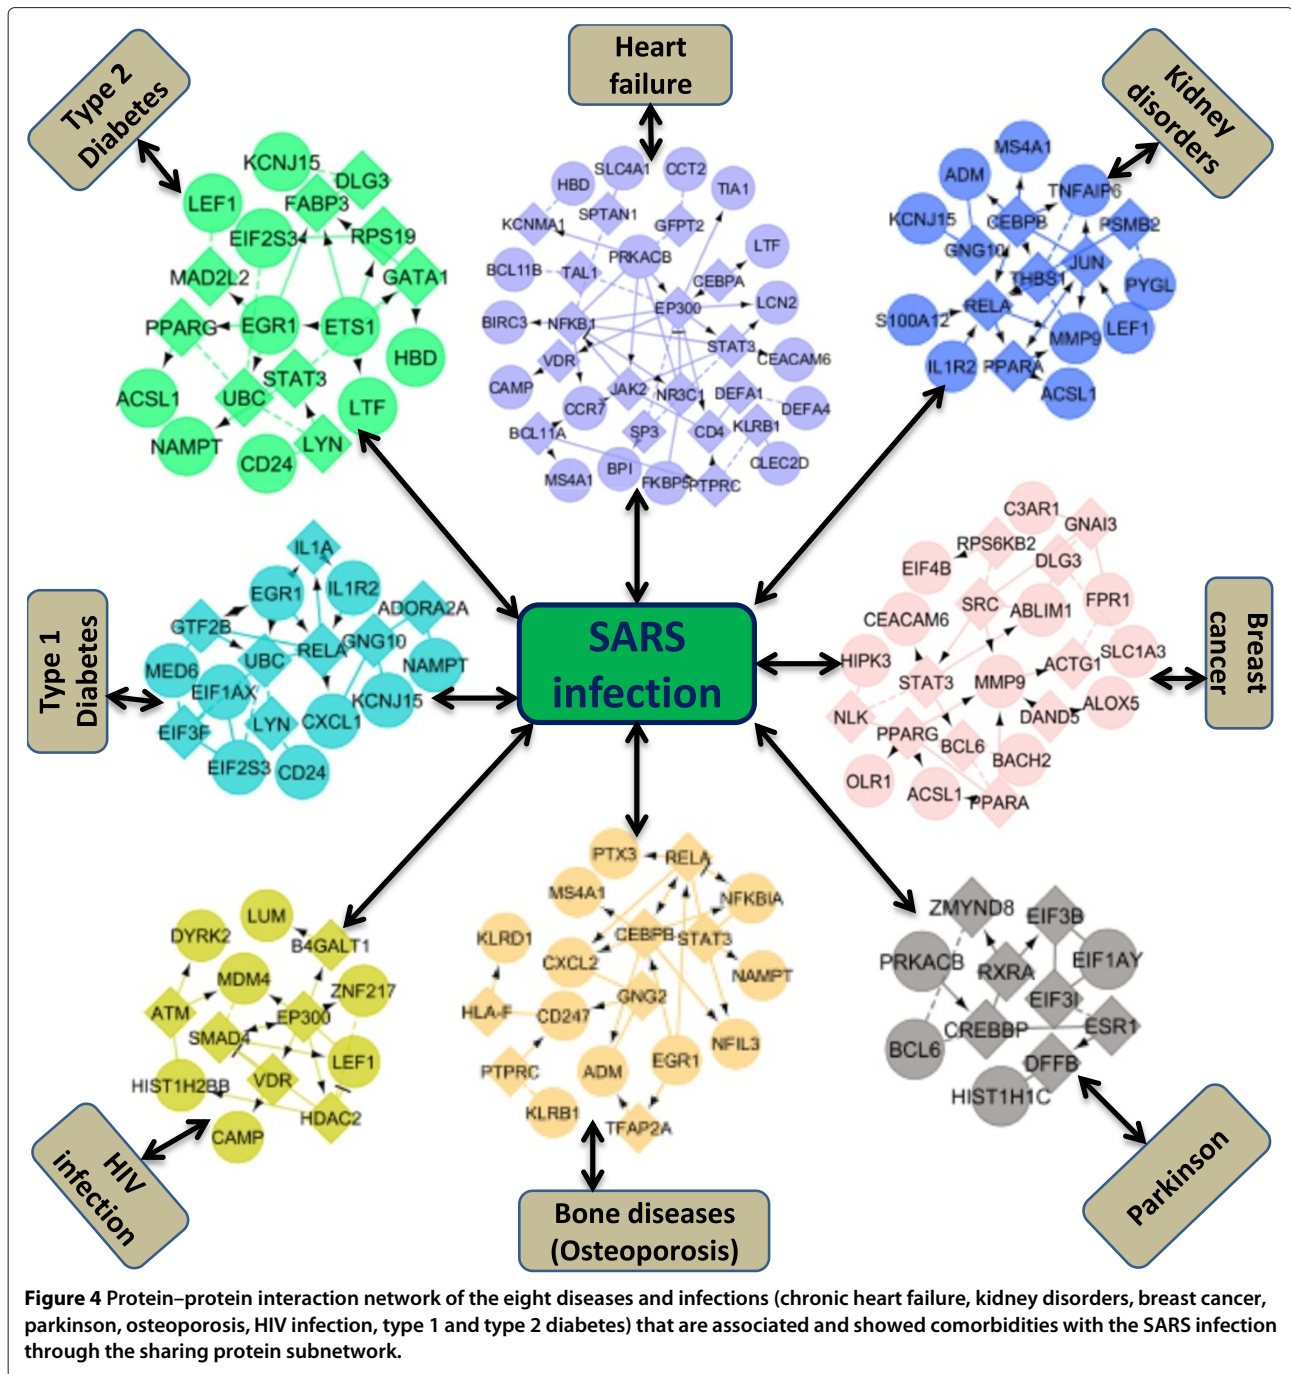 Type 2
Diabetes
Heart
failure
Kidney
disorders
KCNJ15
DLG3
LEF1
FABP3
EIF2S3
RPS19
MAD2L2
GATA1
PPARG
EGR1
ETS1
HBD
STAT3
ACSL1
UBC
LTF
NAMPT
LYN
CD24
SLC4A1
CCT2
HBD
TIA1
KCNMA1
SPTAN1
GFPT2
LTF
PRKACB
BCL11B
TAL1
CEBPA
EP300
LCN2
BIRC3
NFKB1
STAT3
VDR
CEACAM6
CAMP
JAK2
NR3C1
DEFA1
CCR7
DEFA4
BCL11A
SP3
CD4
KLRB1
BPI
CLEC2D
MS4A1
FKBP5
PTPRC
MS4A1
ADM
TNFAIP6
KCNJ15
CEBPB
PSMB2
GNG10
JUN
THBS1
PYGL
RELA
S100A12
LEF1
MMP9
IL1R2
PPARA
ACSL1
IL1A
EGR1
IL1R2
ADORA2A
GTF2B
GNG10
RELA
UBC
MED6
NAMPT
EIF1AX
KCNJ15
LYN
CXCL1
EIF3F
EIF2S3
CD24
Type 1
Diabetes
SARS
infection
C3AR1
GNAI3
RPS6KB2
DLG3
EIF4B
SRC
ABLIM1
FPR1
CEACAM6
SLC1A3
HIPK3
ACTG1
STAT3
MMP9
NLK
DAND5
ALOX5
PPARG
BCL6
BACH2
OLR1
ACSL1
PPARA
Breast
cancer
LUM
DYRK2
B4GALT1
MDM4
ZNF217
ATM
EP300
SMAD4
LEF1
HIST1H2BB
VDR
HDAC2
CAMP
HIV
infection
PTX3
RELA
MS4A1
NFKBIA
KLRD1
CEBPB
STAT3
CXCL2
NAMPT
GNG2
HLA-F
CD247
NFIL3
PTPRC
ADM
EGR1
KLRB1
TFAP2A
Bone diseases
(Osteoporosis)
ZMYND8
EIF3B
PRKACB
RXRA
EIF1AY
EIF3I
CREBBP
ESR1
BCL6
DFFB
HIST1H1C
Parkinson
Figure 4 Protein–protein interaction network of the eight diseases and infections (chronic heart failure, kidney disorders, breast cancer,
parkinson, osteoporosis, HIV infection, type 1 and type 2 diabetes) that are associated and showed comorbidities with the SARS infection
through the sharing protein subnetwork.